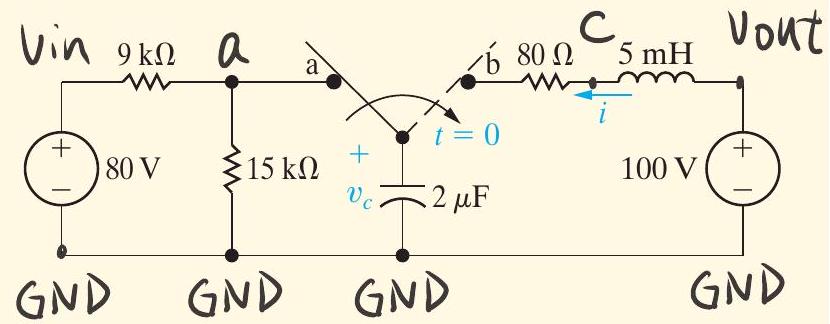 Vin 9 kΩ a a b 80 Ω C 5 mH Vout
i
t = 0
+ 80 V − 15 kΩ + v_c 2 μF 100 V + −
GND GND GND GND